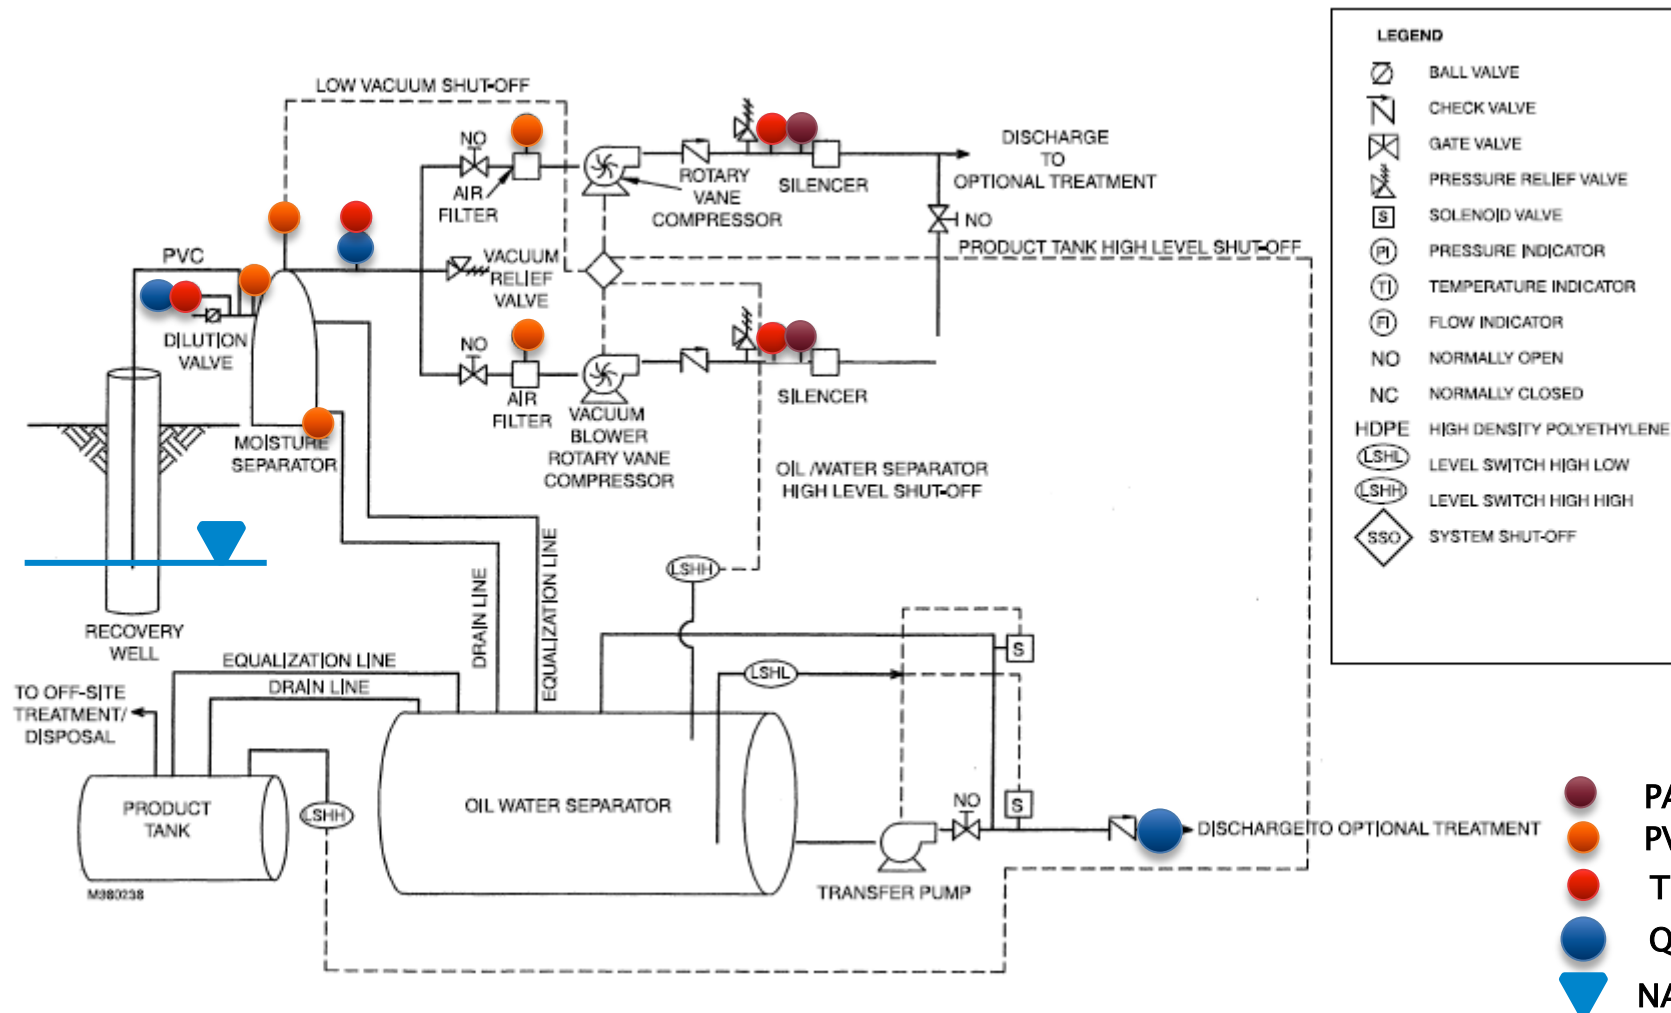 LOW VACUUM SHUT-OFF
NO
AIR
FILTER
ROTARY
VANE
COMPRESSOR
SILENCER
DISCHARGE
TO
OPTIONAL TREATMENT
NO
PRODUCT TANK HIGH LEVEL SHUT-OFF
PVC
VACUUM
RELIEF
VALVE
DILUTION
VALVE
NO
AIR
FILTER
VACUUM
BLOWER
ROTARY VANE
COMPRESSOR
SILENCER
MOISTURE
SEPARATOR
OIL /WATER SEPARATOR
HIGH LEVEL SHUT-OFF
RECOVERY
WELL
DRAIN LINE
EQUALIZATION LINE
LSHH
LSHL
S
EQUALIZATION LINE
DRAIN LINE
TO OFF-SITE
TREATMENT/
DISPOSAL
PRODUCT
TANK
LSHH
M980238
OIL WATER SEPARATOR
NO
S
TRANSFER PUMP
DISCHARGE TO OPTIONAL TREATMENT
LEGEND
BALL VALVE
CHECK VALVE
GATE VALVE
PRESSURE RELIEF VALVE
S SOLENOID VALVE
PI PRESSURE INDICATOR
TI TEMPERATURE INDICATOR
FI FLOW INDICATOR
NO NORMALLY OPEN
NC NORMALLY CLOSED
HDPE HIGH DENSITY POLYETHYLENE
LSHL LEVEL SWITCH HIGH LOW
LSHH LEVEL SWITCH HIGH HIGH
SSO SYSTEM SHUT-OFF
PA
PV
T
Q
NA